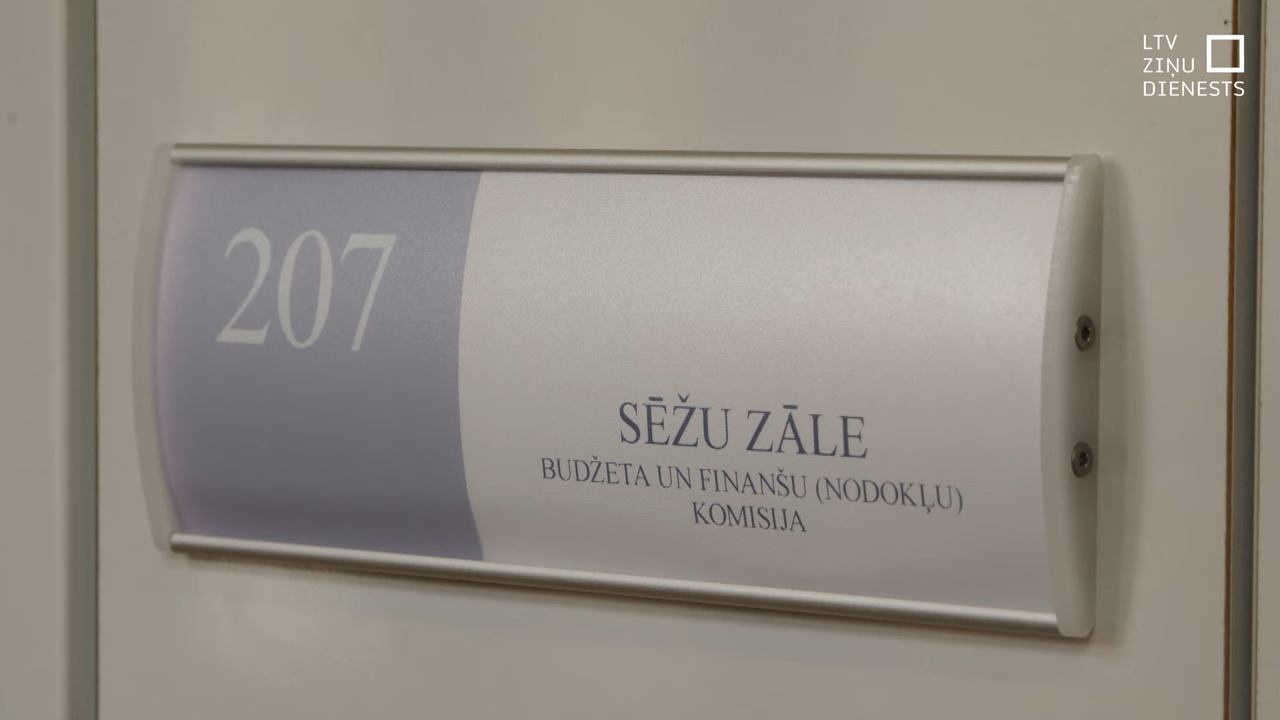 LTV
ZIŅU
DIENESTS
207
SĒŽU ZĀLE
BUDŽETA UN FINANŠU (NODOKĻU)
KOMISIJA